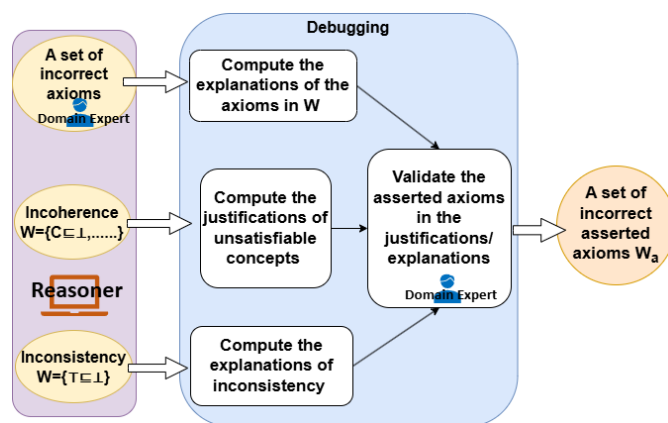 Debugging
A set of
incorrect
axioms
Domain Expert
Compute the
explanations of the
axioms in W
Incoherence
W={C⊑⊥,......}
Compute the
justifications of
unsatisfiable
concepts
Validate the
asserted axioms
in the
justifications/
explanations
Domain Expert
A set of
incorrect
asserted
axioms Wa
Reasoner
Inconsistency
W={⊤⊑⊥}
Compute the
explanations of
inconsistency